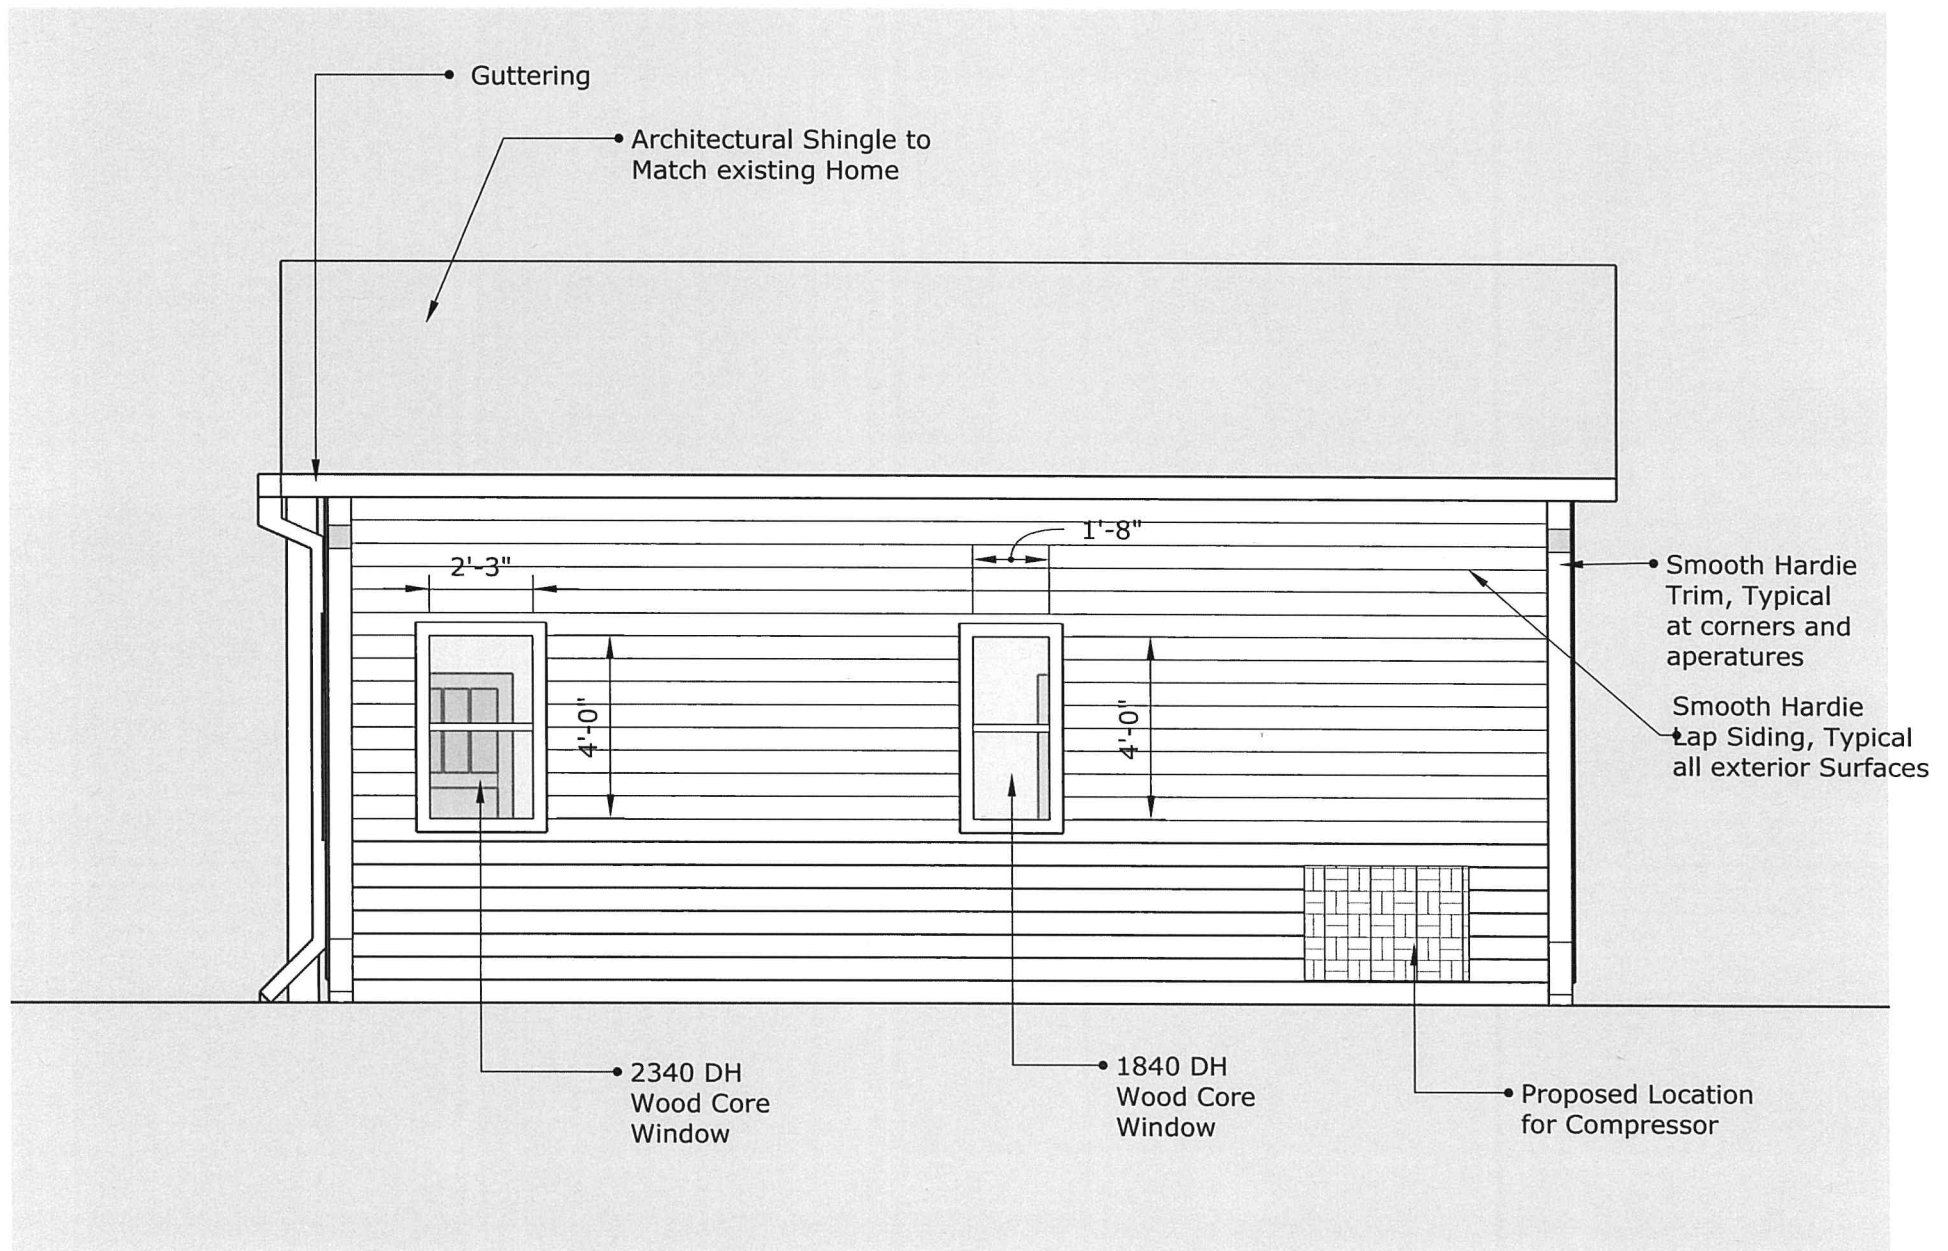 Guttering
Architectural Shingle to
Match existing Home
1'-8"
2'-3"
Smooth Hardie
Trim, Typical
at corners and
aperatures
4'-0"
4'-0"
Smooth Hardie
Lap Siding, Typical
all exterior Surfaces
2340 DH
Wood Core
Window
1840 DH
Wood Core
Window
Proposed Location
for Compressor